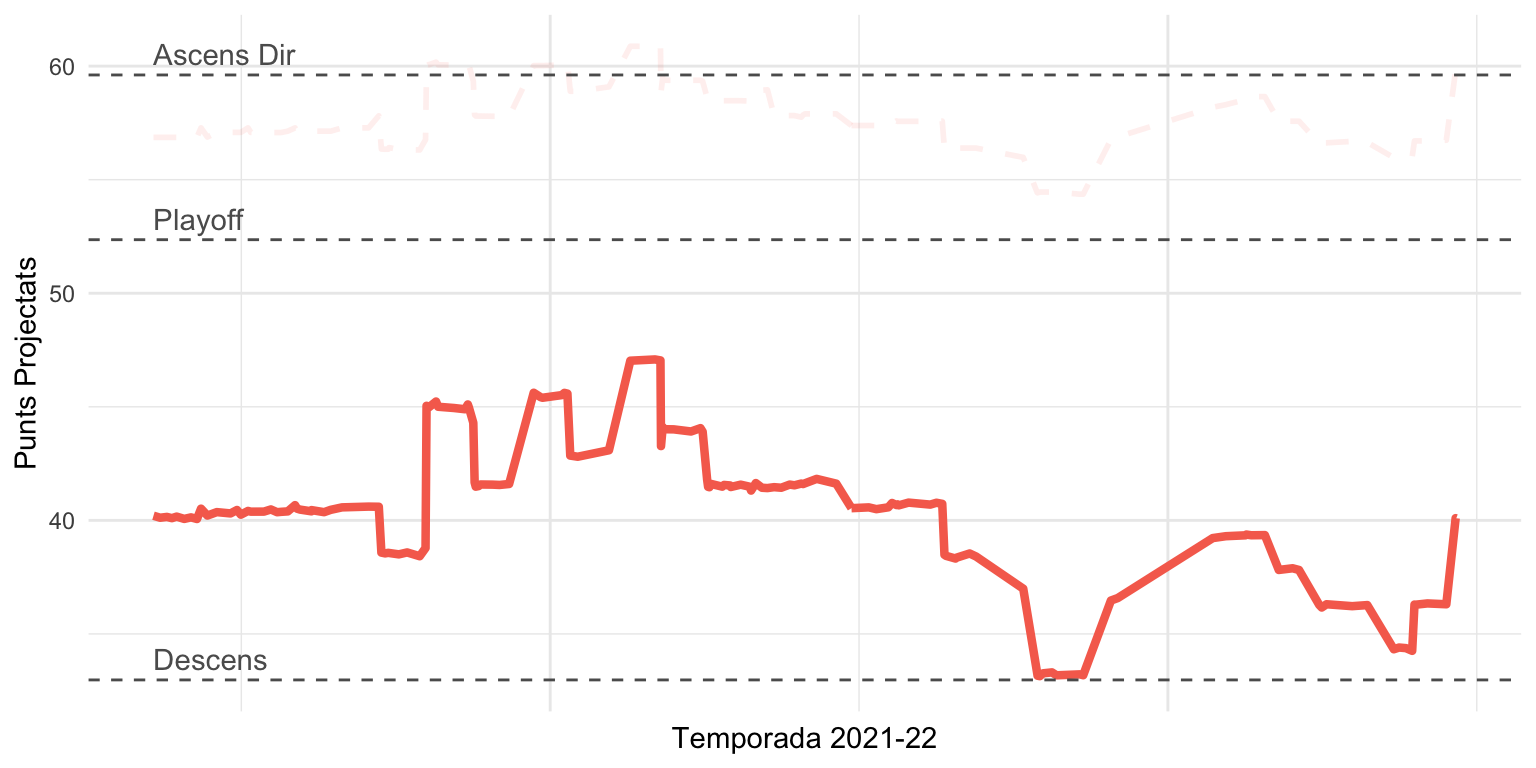 Ascens Dir
60
Playoff
50
Punts Projectats
40
Descens
Temporada 2021-22